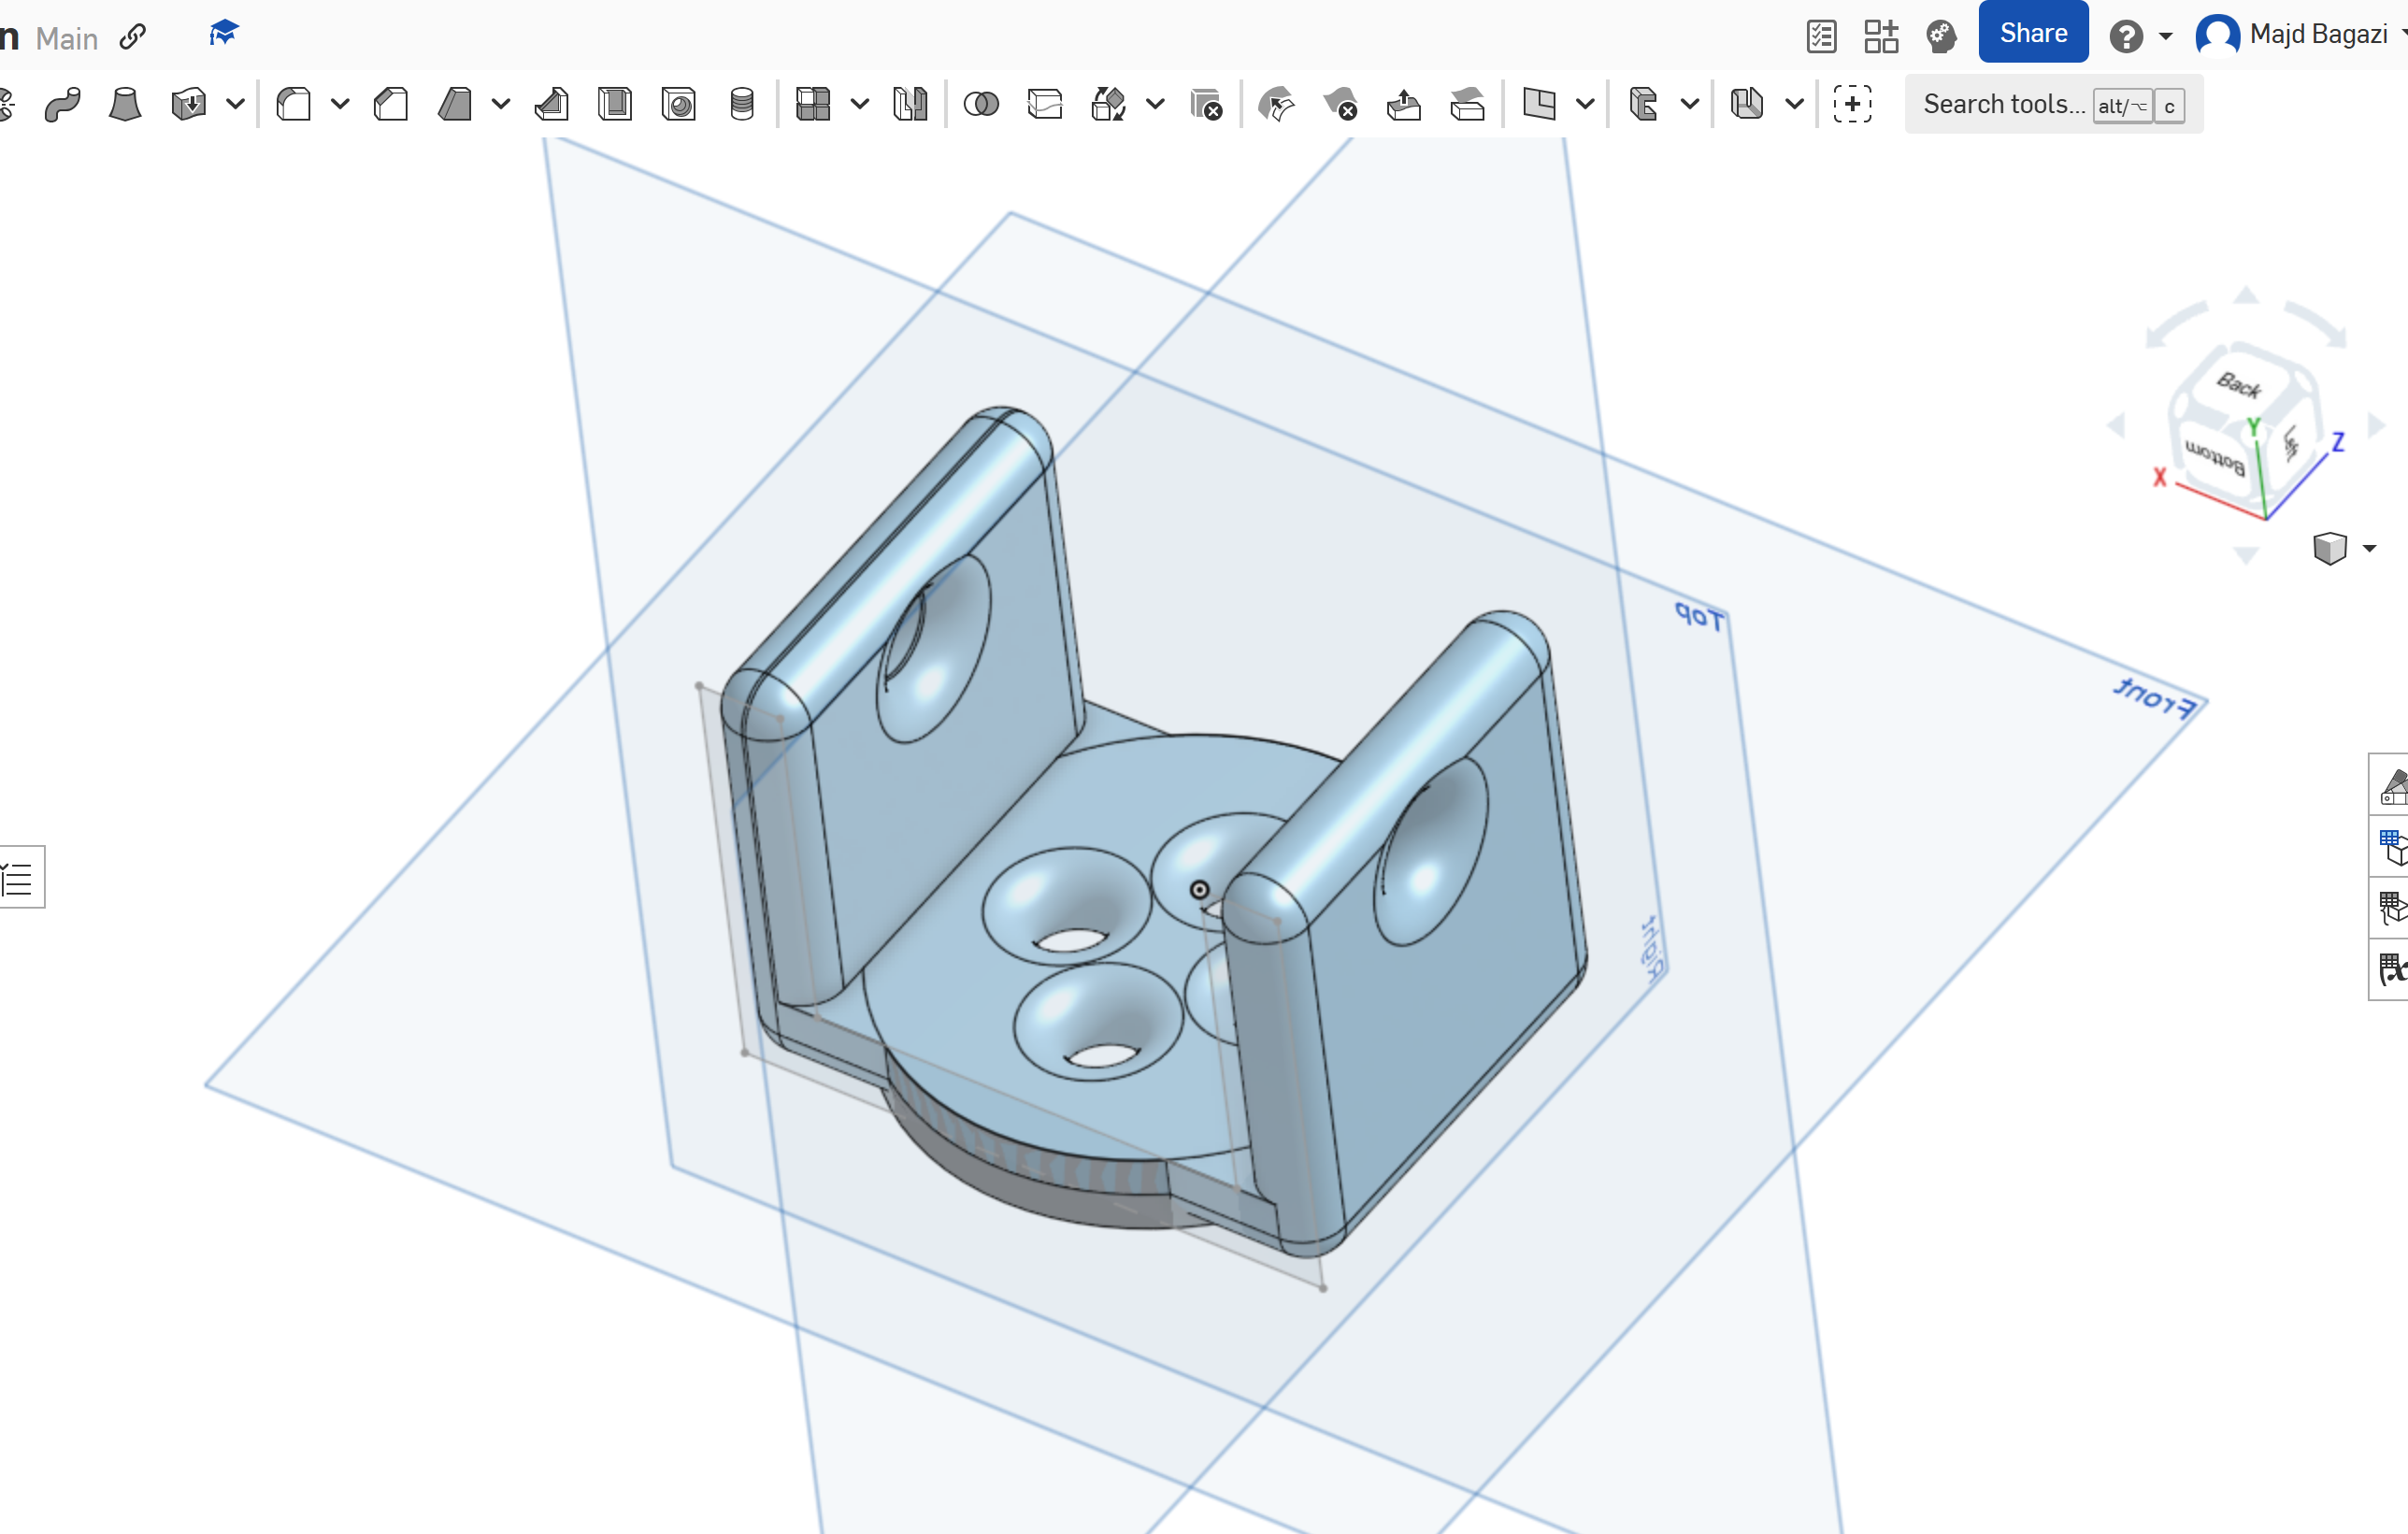 n Main
Share
? Majd Bagazi
Search tools... alt/⌥ c
Back
Bottom
Left
Y
Z
X
Top
Front
Right